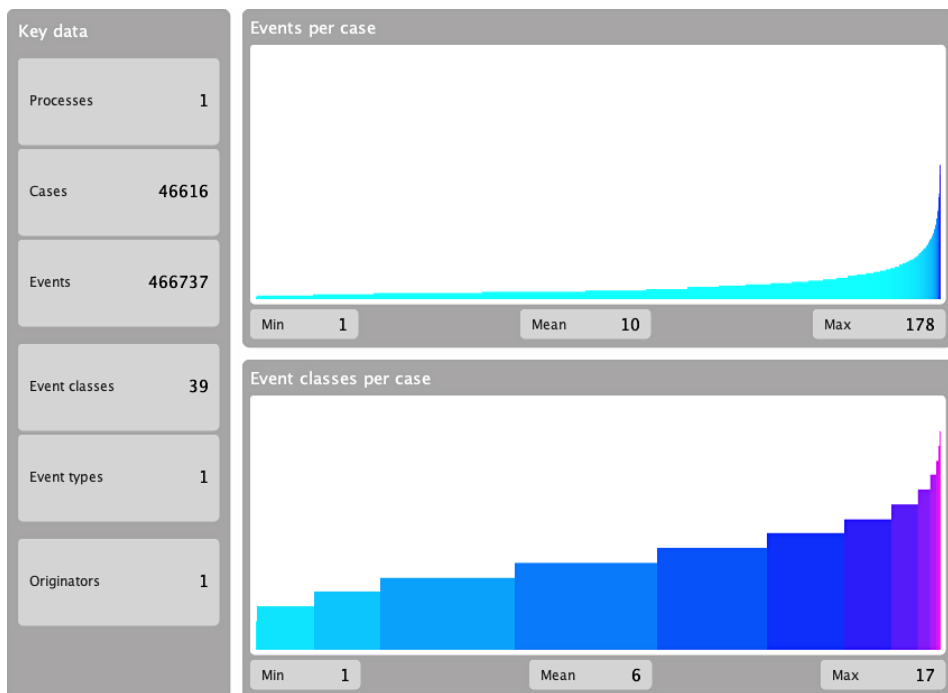 Key data
Processes 1
Cases 46616
Events 466737
Event classes 39
Event types 1
Originators 1
Events per case
Min 1 Mean 10 Max 178
Event classes per case
Min 1 Mean 6 Max 17